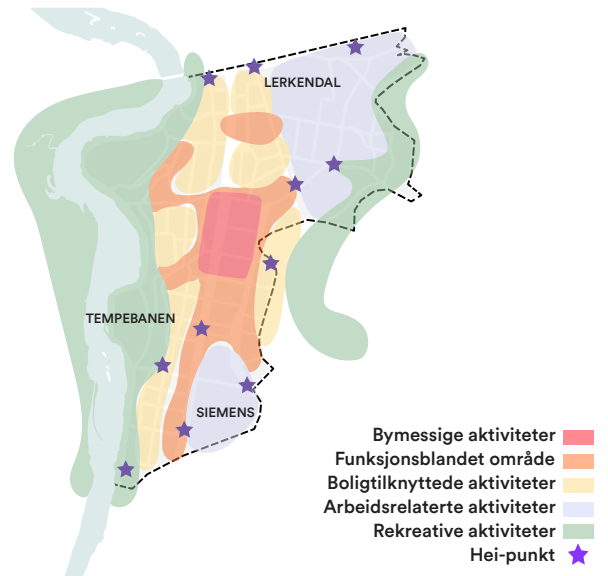 LERKENDAL
TEMPEBANEN
SIEMENS
Bymessige aktiviteter
Funksjonsblandet område
Boligtilknyttede aktiviteter
Arbeidsrelaterte aktiviteter
Rekreative aktiviteter
Hei-punkt